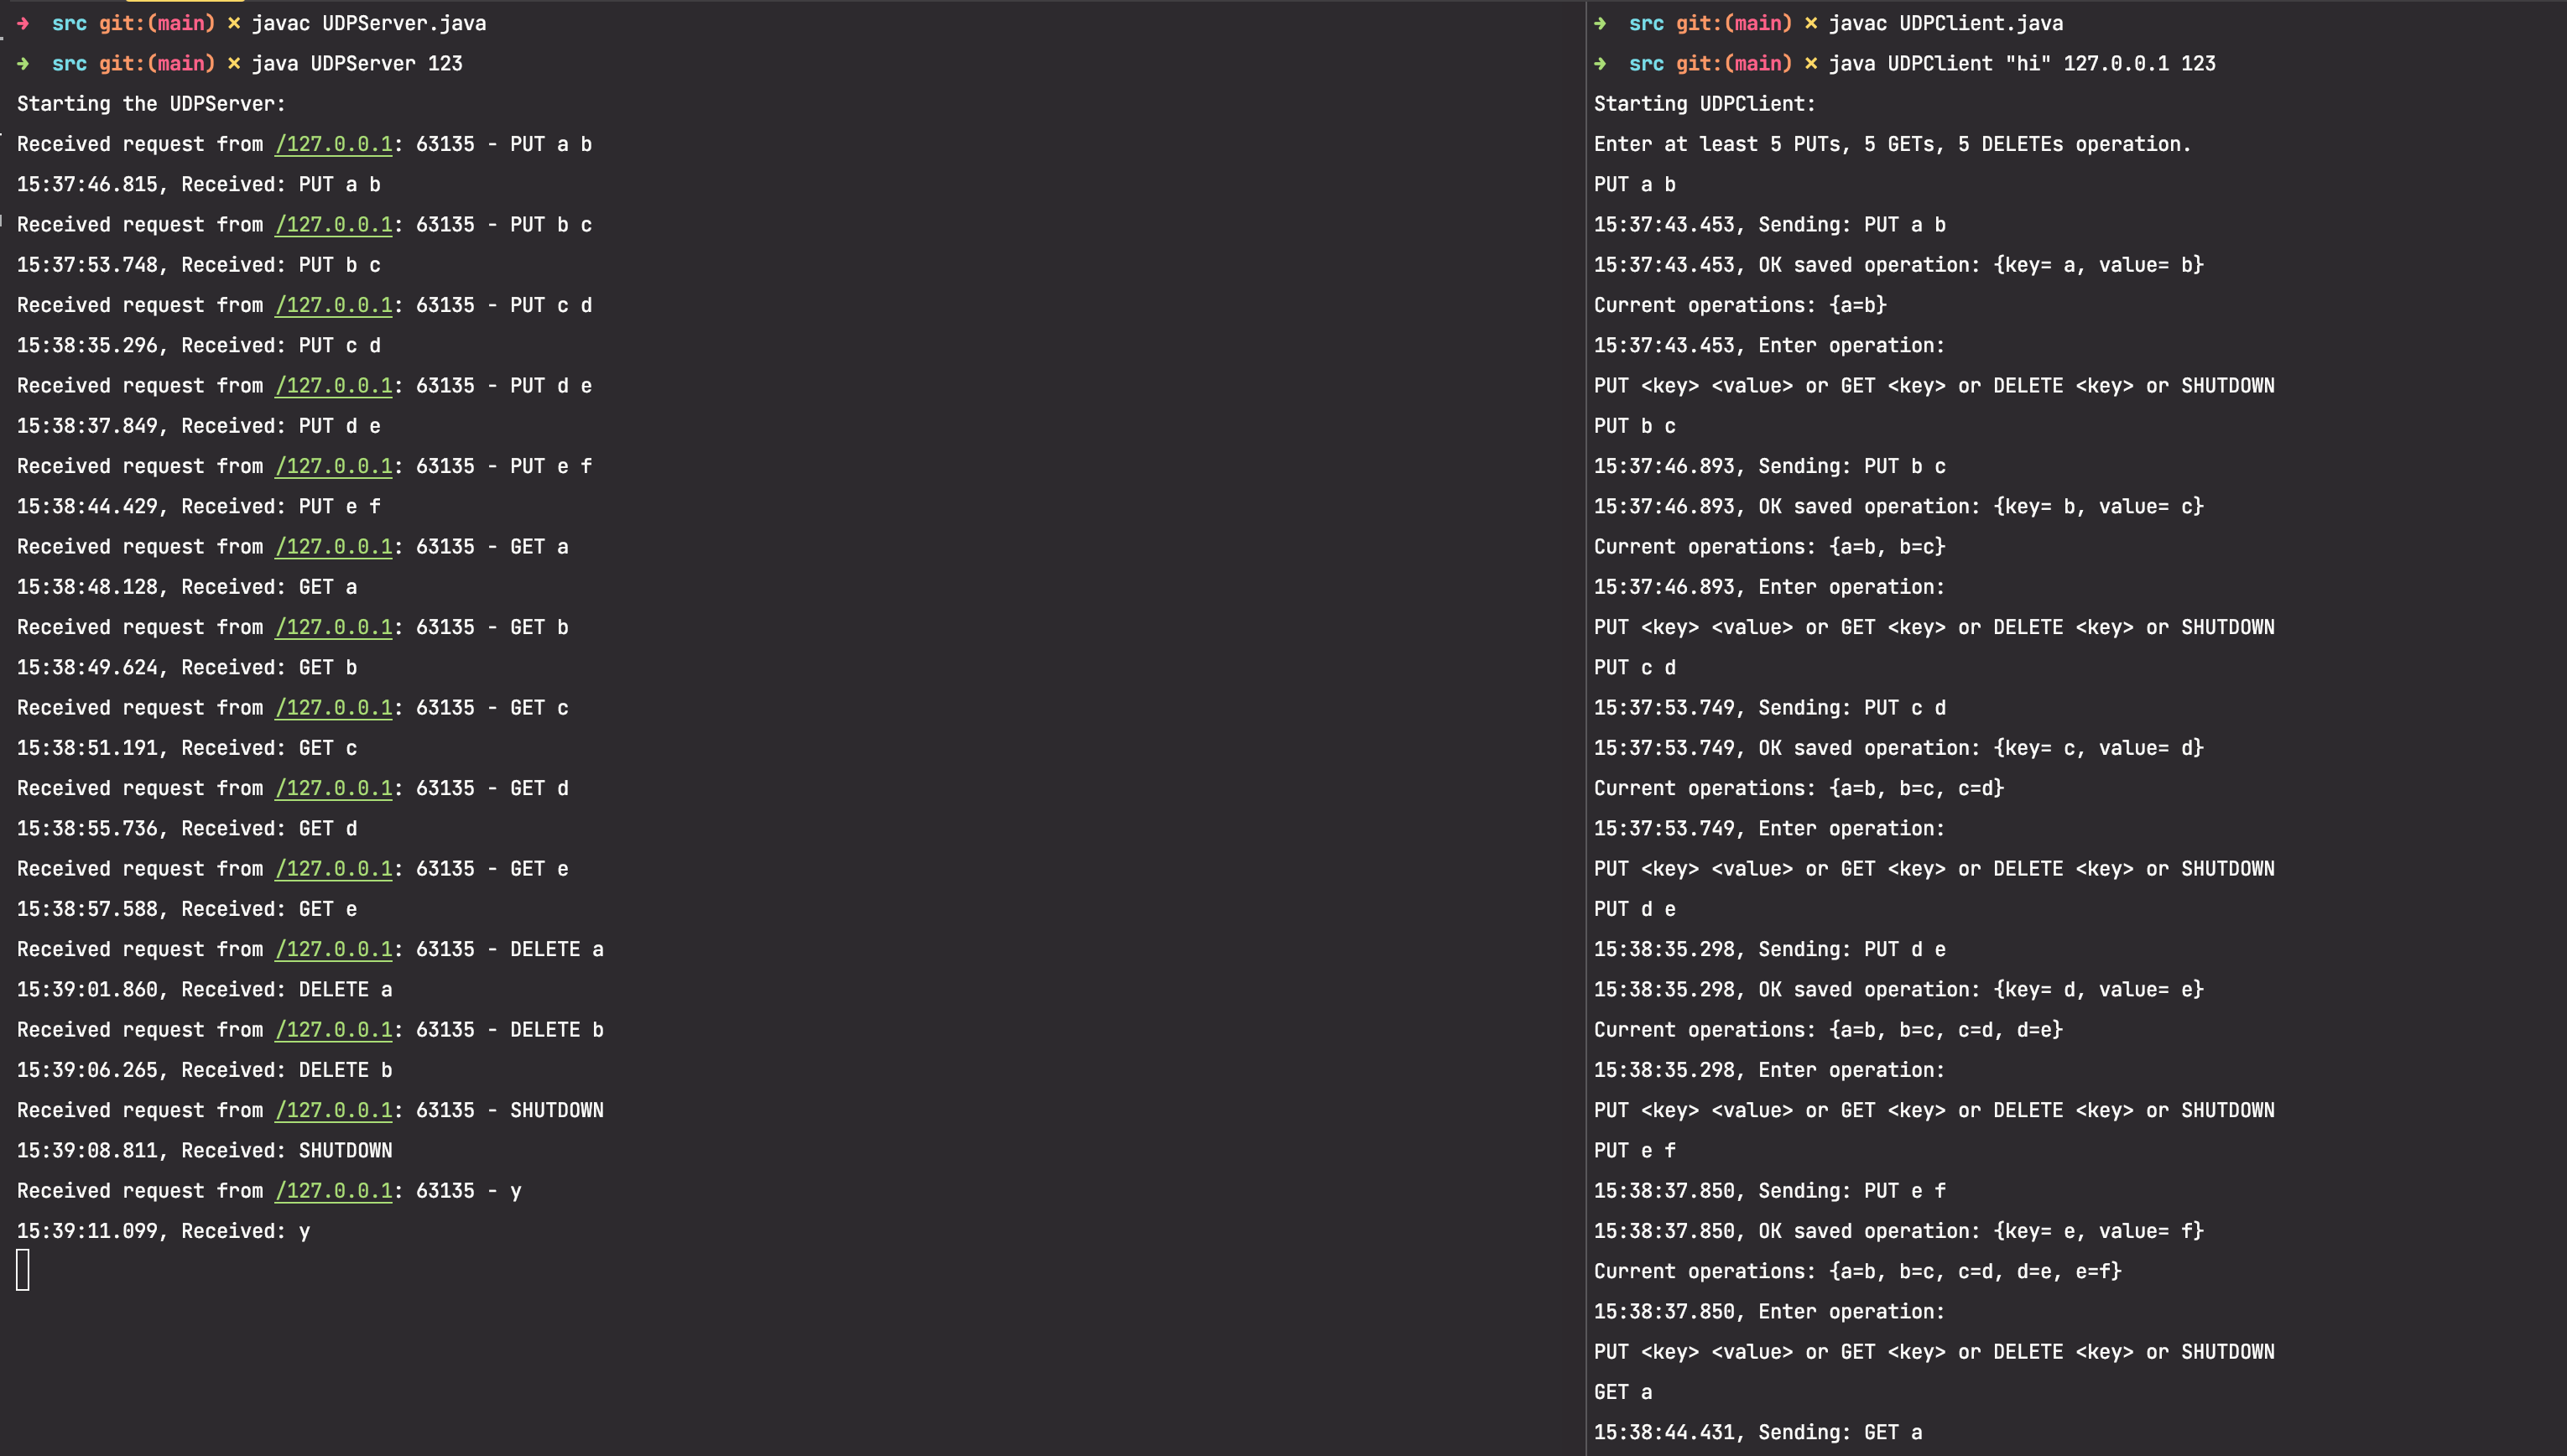 → src git:(main) × javac UDPServer.java
→ src git:(main) × java UDPServer 123
Starting the UDPServer:
Received request from /127.0.0.1: 63135 - PUT a b
15:37:46.815, Received: PUT a b
Received request from /127.0.0.1: 63135 - PUT b c
15:37:53.748, Received: PUT b c
Received request from /127.0.0.1: 63135 - PUT c d
15:38:35.296, Received: PUT c d
Received request from /127.0.0.1: 63135 - PUT d e
15:38:37.849, Received: PUT d e
Received request from /127.0.0.1: 63135 - PUT e f
15:38:44.429, Received: PUT e f
Received request from /127.0.0.1: 63135 - GET a
15:38:48.128, Received: GET a
Received request from /127.0.0.1: 63135 - GET b
15:38:49.624, Received: GET b
Received request from /127.0.0.1: 63135 - GET c
15:38:51.191, Received: GET c
Received request from /127.0.0.1: 63135 - GET d
15:38:55.736, Received: GET d
Received request from /127.0.0.1: 63135 - GET e
15:38:57.588, Received: GET e
Received request from /127.0.0.1: 63135 - DELETE a
15:39:01.860, Received: DELETE a
Received request from /127.0.0.1: 63135 - DELETE b
15:39:06.265, Received: DELETE b
Received request from /127.0.0.1: 63135 - SHUTDOWN
15:39:08.811, Received: SHUTDOWN
Received request from /127.0.0.1: 63135 - y
15:39:11.099, Received: y
→ src git:(main) × javac UDPClient.java
→ src git:(main) × java UDPClient "hi" 127.0.0.1 123
Starting UDPClient:
Enter at least 5 PUTs, 5 GETs, 5 DELETEs operation.
PUT a b
15:37:43.453, Sending: PUT a b
15:37:43.453, OK saved operation: {key= a, value= b}
Current operations: {a=b}
15:37:43.453, Enter operation:
PUT <key> <value> or GET <key> or DELETE <key> or SHUTDOWN
PUT b c
15:37:46.893, Sending: PUT b c
15:37:46.893, OK saved operation: {key= b, value= c}
Current operations: {a=b, b=c}
15:37:46.893, Enter operation:
PUT <key> <value> or GET <key> or DELETE <key> or SHUTDOWN
PUT c d
15:37:53.749, Sending: PUT c d
15:37:53.749, OK saved operation: {key= c, value= d}
Current operations: {a=b, b=c, c=d}
15:37:53.749, Enter operation:
PUT <key> <value> or GET <key> or DELETE <key> or SHUTDOWN
PUT d e
15:38:35.298, Sending: PUT d e
15:38:35.298, OK saved operation: {key= d, value= e}
Current operations: {a=b, b=c, c=d, d=e}
15:38:35.298, Enter operation:
PUT <key> <value> or GET <key> or DELETE <key> or SHUTDOWN
PUT e f
15:38:37.850, Sending: PUT e f
15:38:37.850, OK saved operation: {key= e, value= f}
Current operations: {a=b, b=c, c=d, d=e, e=f}
15:38:37.850, Enter operation:
PUT <key> <value> or GET <key> or DELETE <key> or SHUTDOWN
GET a
15:38:44.431, Sending: GET a